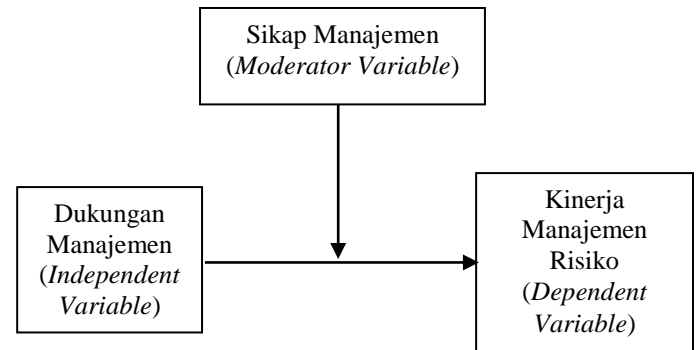 Sikap Manajemen
(Moderator Variable)
Dukungan
Manajemen
(Independent
Variable)
Kinerja
Manajemen
Risiko
(Dependent
Variable)